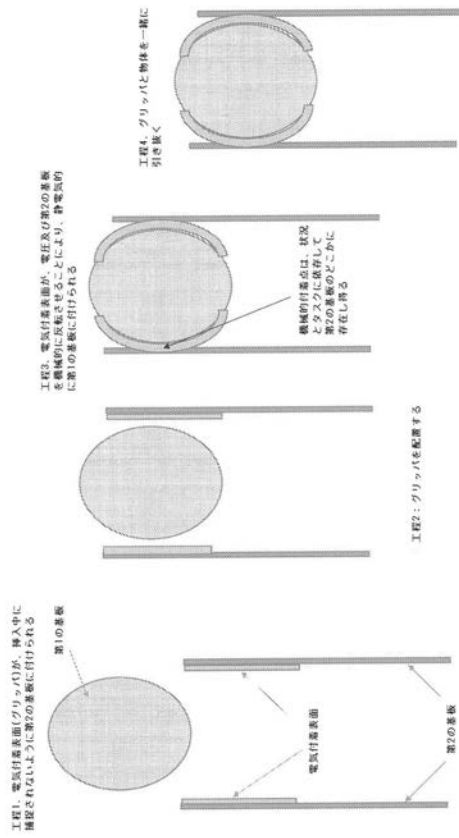 工程1. 電気付着表面(グリッパ)が、挿入中に
捕捉されないように第2の基板に付けられる
第1の基板
電気付着表面
第2の基板
工程2：グリッパを配置する
工程3. 電気付着表面が、電圧及び第2の基板
を機械的に反転させることにより、静電気的
に第1の基板に付けられる
機械的付着点は、状況
とタスクに依存して
第2の基板のどこかに
存在し得る
工程4. グリッパと物体を一緒に
引き抜く